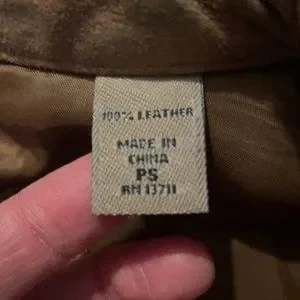 100% LEATHER
MADE IN
CHINA
PS
RN 13711